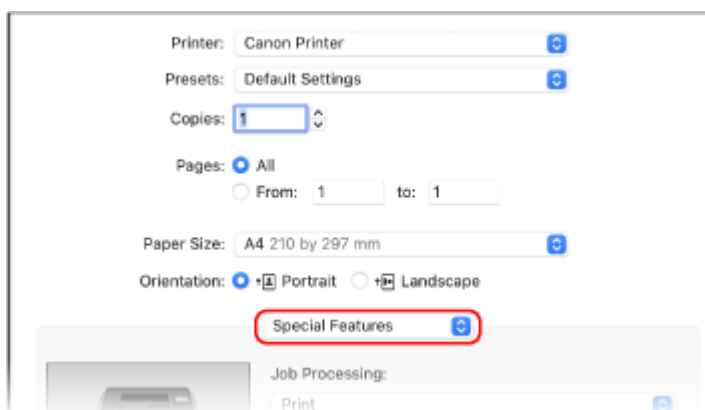 Printer: Canon Printer
Presets: Default Settings
Copies: 1
Pages: All
From: 1 to: 1
Paper Size: A4 210 by 297 mm
Orientation: Portrait Landscape
Special Features
Job Processing:
Print